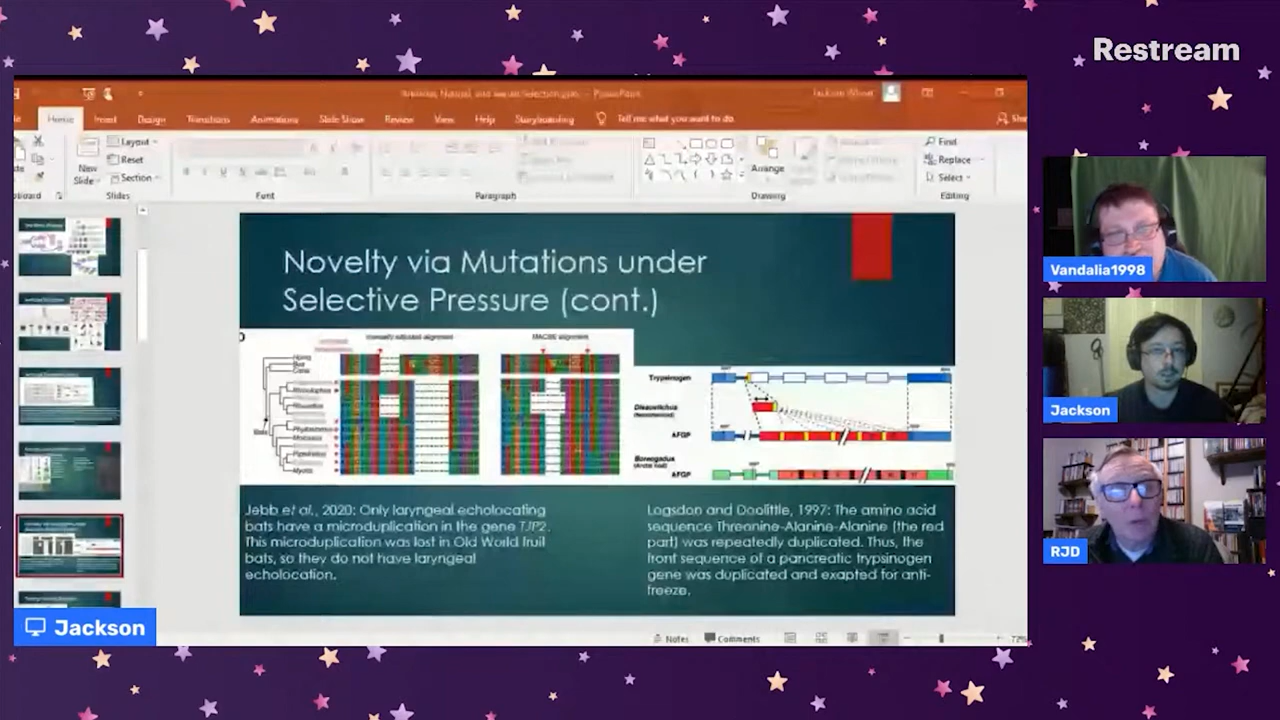 Restream
PowerPoint
Home
Insert
Design
Transitions
Animations
Slide Show
Review
View
Help
Storyboarding
Tell me what you want to do
Layout
Reset
Section
New
Slide
Slides
Font
Paragraph
Arrange
Drawing
Find
Replace
Select
Editing
Novelty via Mutations under
Selective Pressure (cont.)
MACSE alignment
Trypsinogen
AFGP
AFGP
Jebb et al., 2020: Only laryngeal echolocating
bats have a microduplication in the gene TJP2.
This microduplication was lost in Old World fruit
bats, so they do not have laryngeal
echolocation.
Logsdon and Doolittle, 1997: The amino acid
sequence Threonine-Alanine-Alanine (the red
part) was repeatedly duplicated. Thus, the
front sequence of a pancreatic trypsinogen
gene was duplicated and exapted for anti-
freeze.
Notes
Comments
72%
Jackson
Vandalia1998
Jackson
RJD